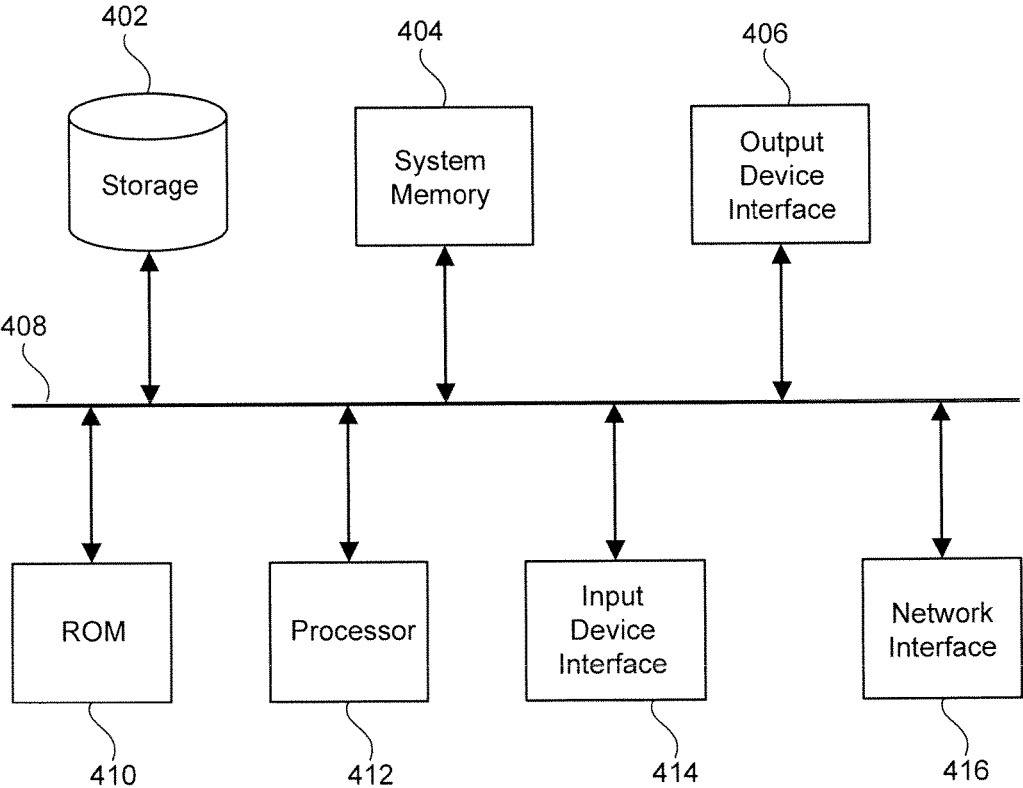 402
404
406
Storage
System
Memory
Output
Device
Interface
408
ROM
Processor
Input
Device
Interface
Network
Interface
410
412
414
416